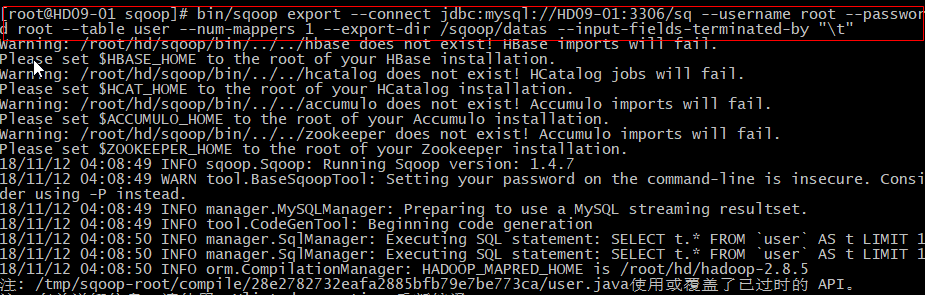 [root@HD09-01 sqoop]# bin/sqoop export --connect jdbc:mysql://HD09-01:3306/sq --username root --passwor
d root --table user --num-mappers 1 --export-dir /sqoop/datas --input-fields-terminated-by "\t"
Warning: /root/hd/sqoop/bin/../../hbase does not exist! HBase imports will fail.
Please set $HBASE_HOME to the root of your HBase installation.
Warning: /root/hd/sqoop/bin/../../hcatalog does not exist! HCatalog jobs will fail.
Please set $HCAT_HOME to the root of your HCatalog installation.
Warning: /root/hd/sqoop/bin/../../accumulo does not exist! Accumulo imports will fail.
Please set $ACCUMULO_HOME to the root of your Accumulo installation.
Warning: /root/hd/sqoop/bin/../../zookeeper does not exist! Accumulo imports will fail.
Please set $ZOOKEEPER_HOME to the root of your Zookeeper installation.
18/11/12 04:08:49 INFO sqoop.Sqoop: Running Sqoop version: 1.4.7
18/11/12 04:08:49 WARN tool.BaseSqoopTool: Setting your password on the command-line is insecure. Consi
der using -P instead.
18/11/12 04:08:49 INFO manager.MySQLManager: Preparing to use a MySQL streaming resultset.
18/11/12 04:08:49 INFO tool.CodeGenTool: Beginning code generation
18/11/12 04:08:50 INFO manager.SqlManager: Executing SQL statement: SELECT t.* FROM `user` AS t LIMIT 1
18/11/12 04:08:50 INFO manager.SqlManager: Executing SQL statement: SELECT t.* FROM `user` AS t LIMIT 1
18/11/12 04:08:50 INFO orm.CompilationManager: HADOOP_MAPRED_HOME is /root/hd/hadoop-2.8.5
注: /tmp/sqoop-root/compile/28e2782732eafa2885bfb79e7be773ca/user.java使用或覆盖了已过时的 API。